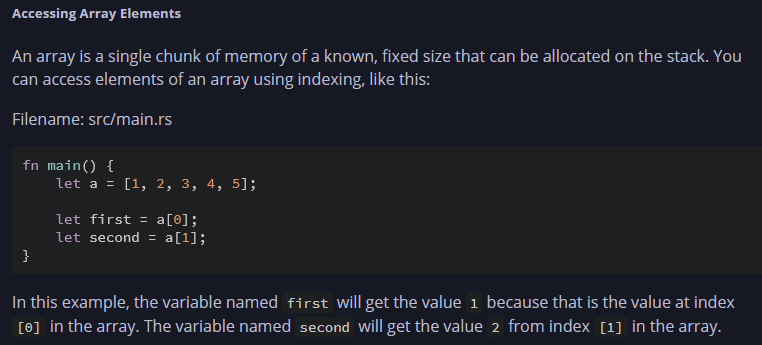 Accessing Array Elements
An array is a single chunk of memory of a known, fixed size that can be allocated on the stack. You
can access elements of an array using indexing, like this:
Filename: src/main.rs
fn main() {
    let a = [1, 2, 3, 4, 5];
    let first = a[0];
    let second = a[1];
}
In this example, the variable named first will get the value 1 because that is the value at index
[0] in the array. The variable named second will get the value 2 from index [1] in the array.